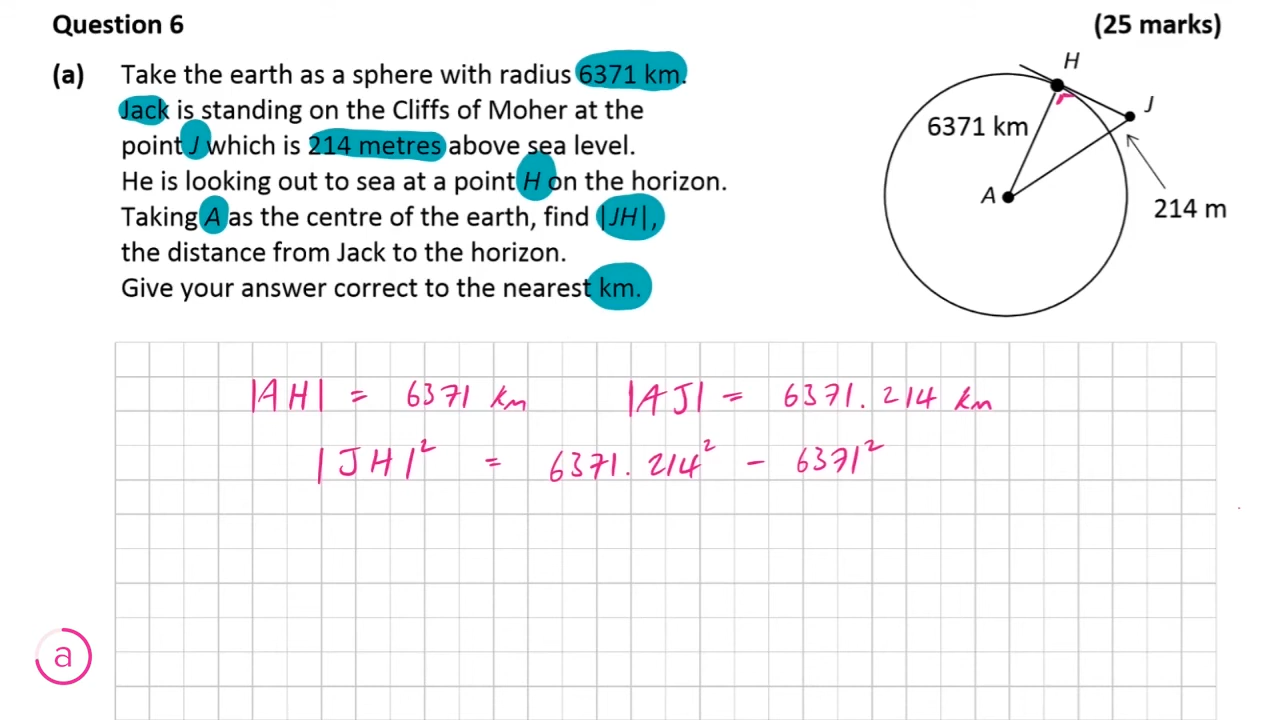 Question 6 (25 marks)
(a) Take the earth as a sphere with radius 6371 km.
Jack is standing on the Cliffs of Moher at the
point J which is 214 metres above sea level.
He is looking out to sea at a point H on the horizon.
Taking A as the centre of the earth, find |JH|,
the distance from Jack to the horizon.
Give your answer correct to the nearest km.
H
J
6371 km
A
214 m
|AH| = 6371 km |AJ| = 6371.214 km
|JH|² = 6371.214² - 6371²
a